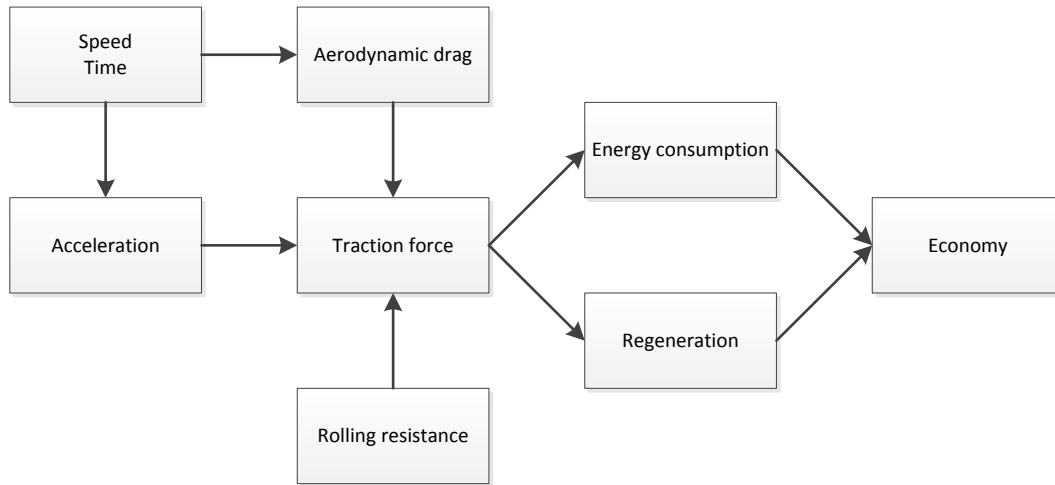 Speed
Time
Aerodynamic drag
Energy consumption
Acceleration
Traction force
Economy
Regeneration
Rolling resistance